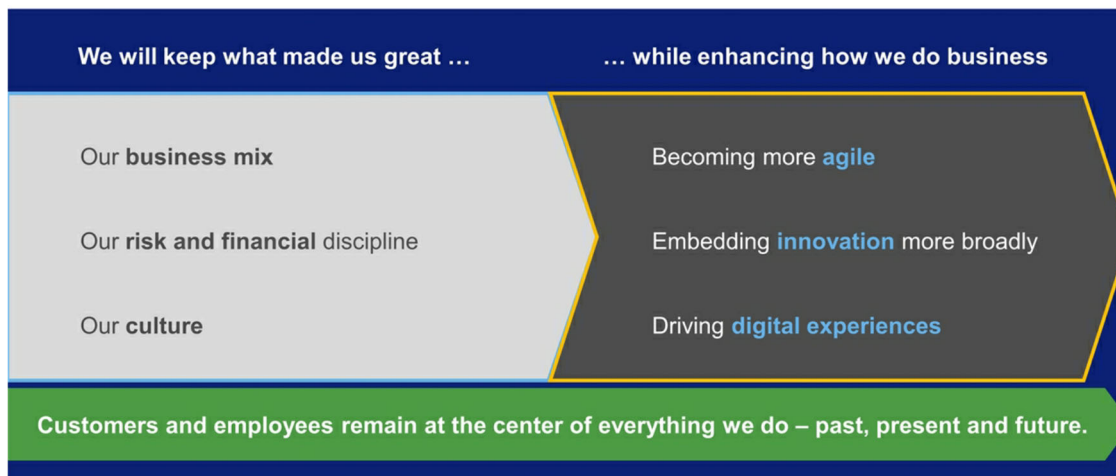 We will keep what made us great …
… while enhancing how we do business
Our business mix
Our risk and financial discipline
Our culture
Becoming more agile
Embedding innovation more broadly
Driving digital experiences
Customers and employees remain at the center of everything we do – past, present and future.